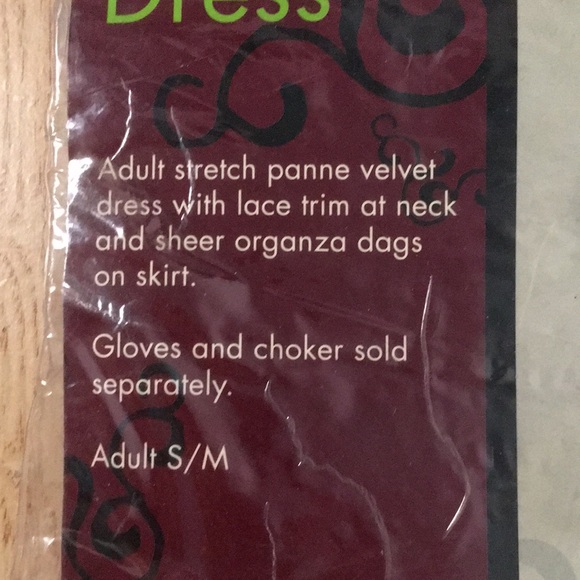 Dress
Adult stretch panne velvet
dress with lace trim at neck
and sheer organza dags
on skirt.
Gloves and choker sold
separately.
Adult S/M